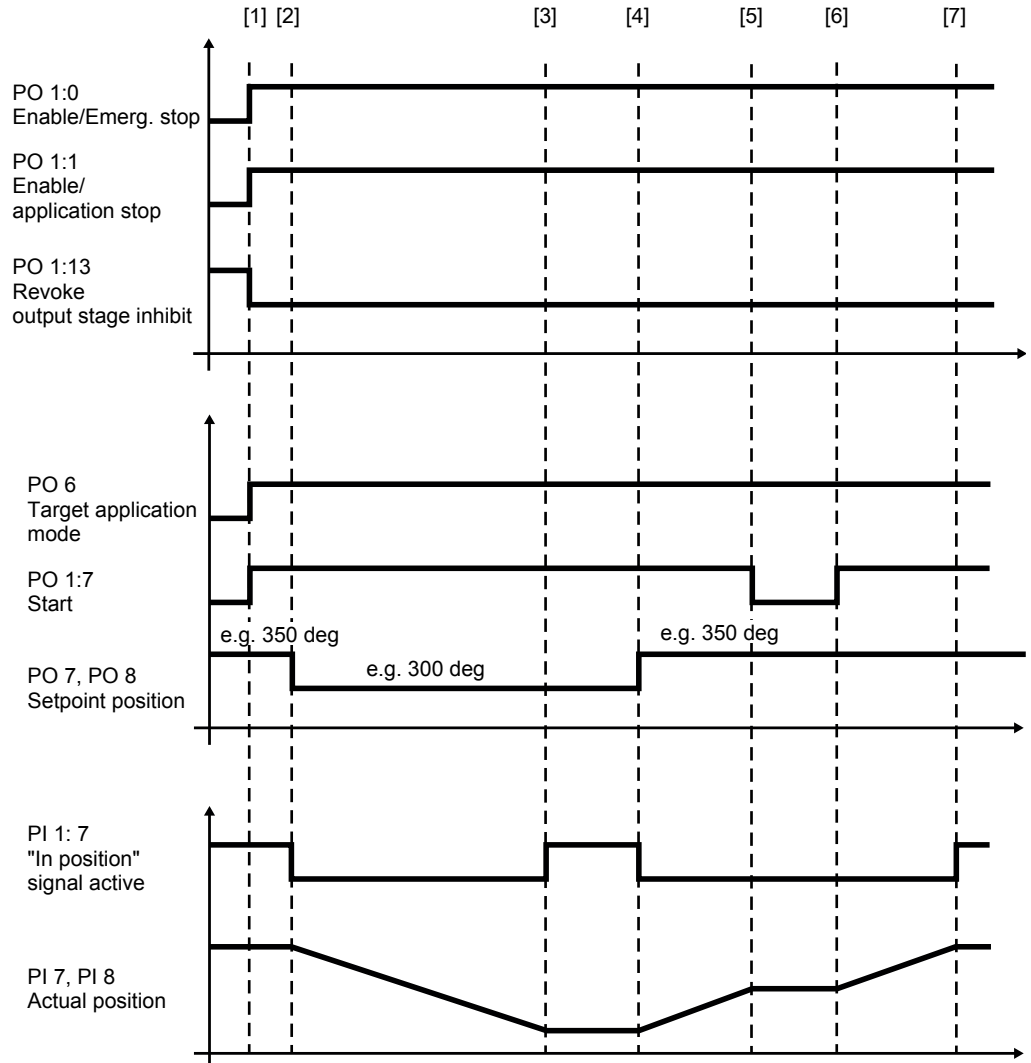 [1] [2] [3] [4] [5] [6] [7]
PO 1:0
Enable/Emerg. stop
PO 1:1
Enable/
application stop
PO 1:13
Revoke
output stage inhibit
PO 6
Target application
mode
PO 1:7
Start
e.g. 350 deg
e.g. 300 deg
e.g. 350 deg
PO 7, PO 8
Setpoint position
PI 1: 7
"In position"
signal active
PI 7, PI 8
Actual position